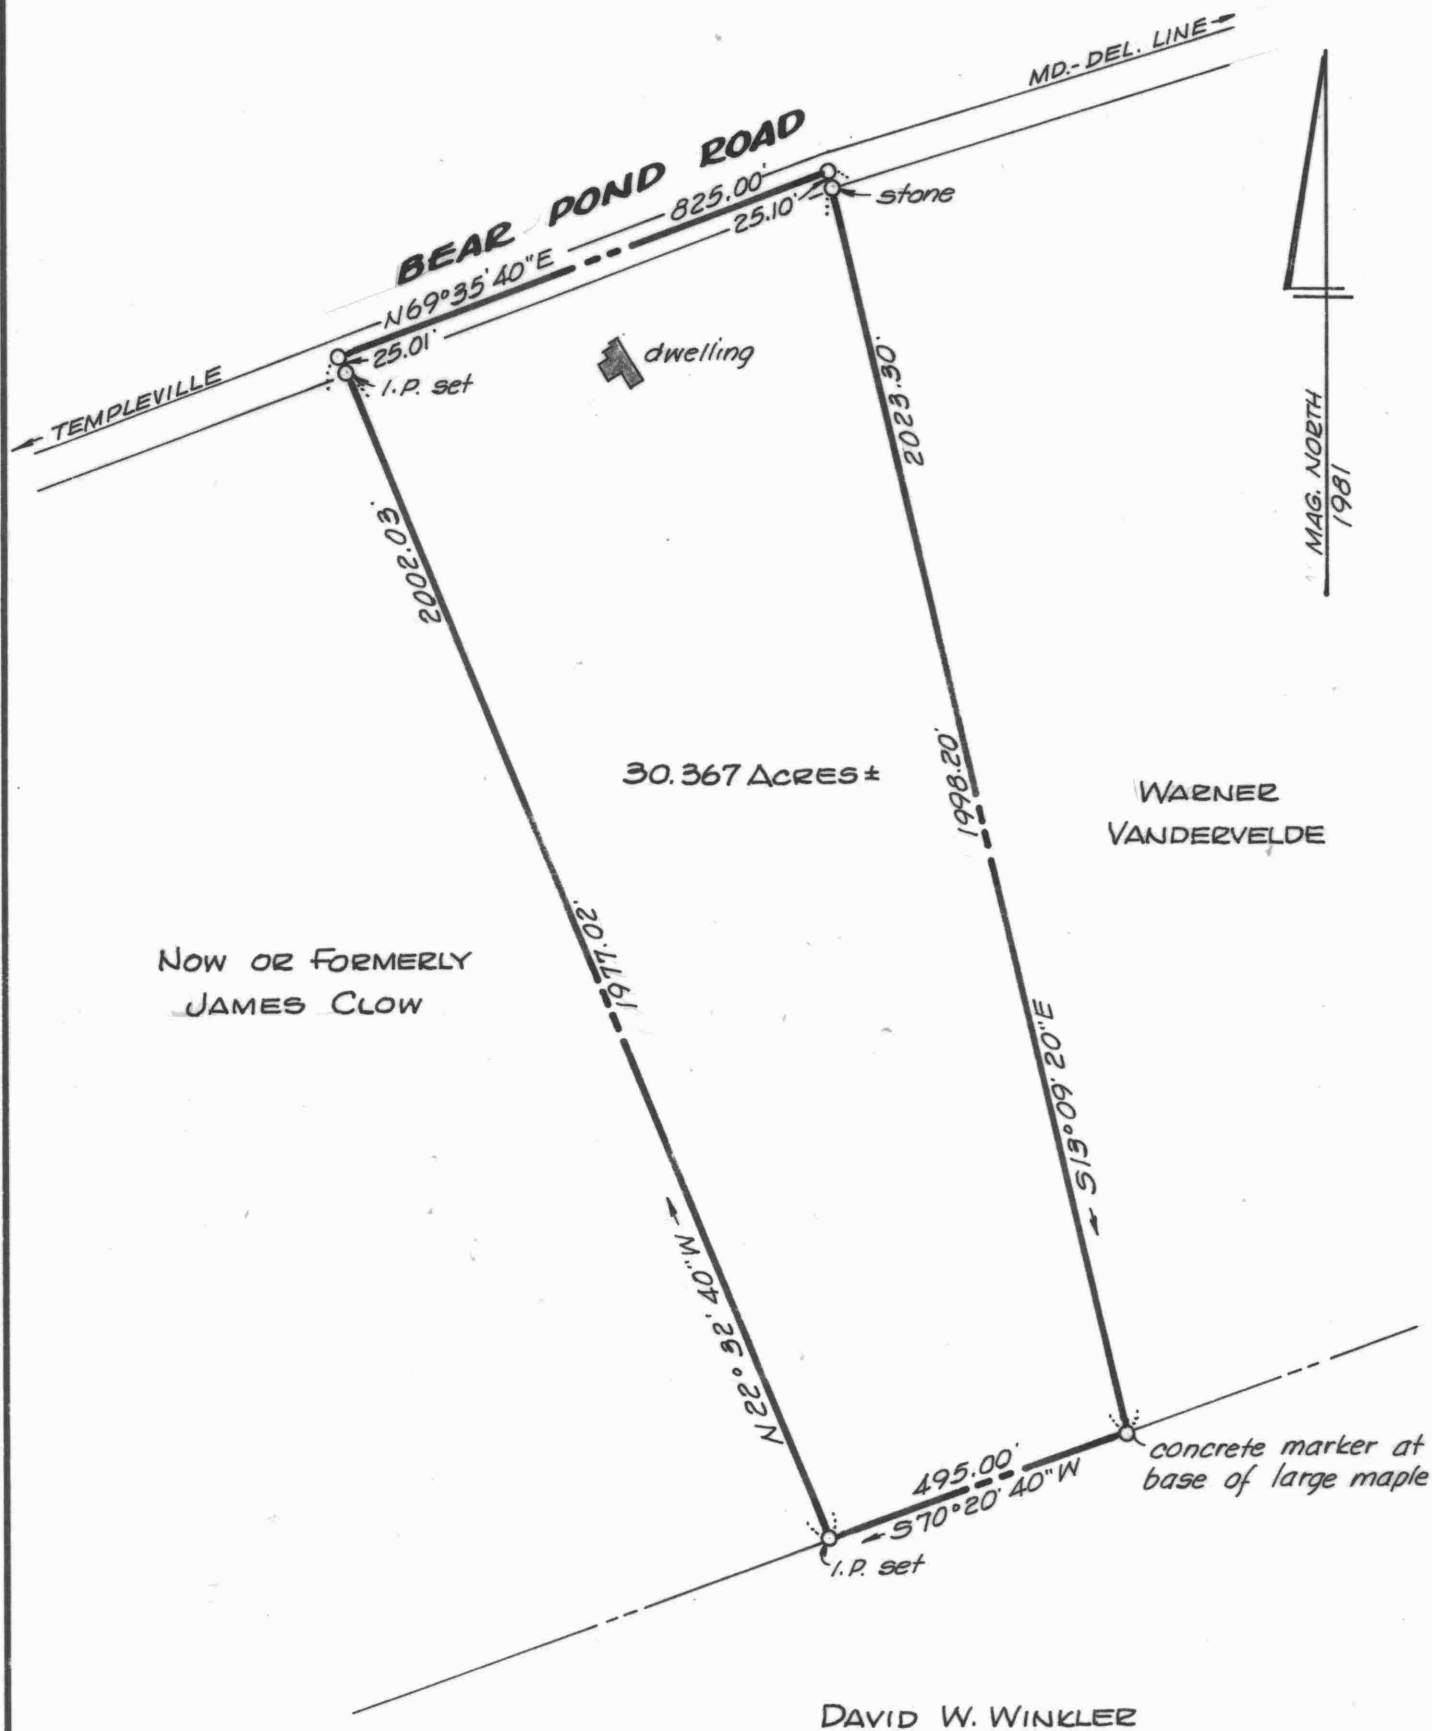 MD.-DEL. LINE
BEAR POND ROAD
825.00'
N69°35'40"E
25.10'
stone
25.01'
I.P. set
TEMPLEVILLE
dwelling
2023.30'
MAG. NORTH
1981
2002.03'
30.367 ACRES ±
1998.20'
WARNER
VANDERVELDE
1977.02'
NOW OR FORMERLY
JAMES CLOW
S13°09'20"E
N22°32'40"W
495.00'
S70°20'40"W
concrete marker at
base of large maple
I.P. set
DAVID W. WINKLER